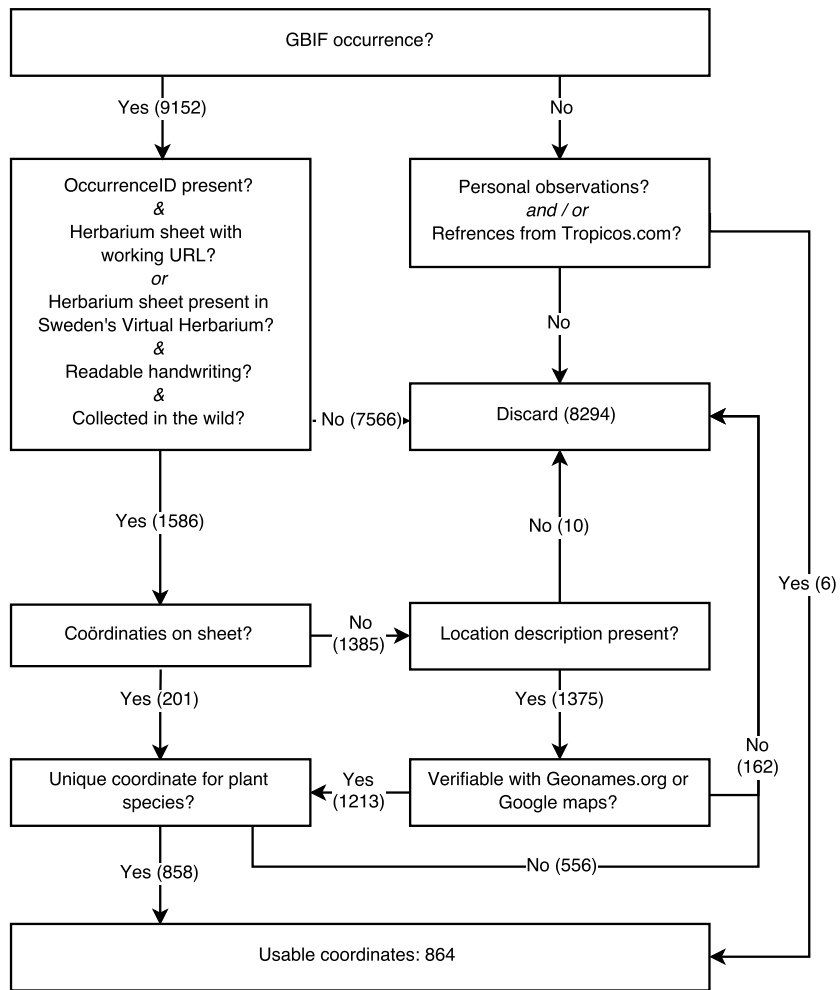 GBIF occurrence?
Yes (9152)
No
OccurrenceID present?
&
Herbarium sheet with
working URL?
or
Herbarium sheet present in
Sweden's Virtual Herbarium?
&
Readable handwriting?
&
Collected in the wild?
Personal observations?
and / or
Refrences from Tropicos.com?
No
No (7566)
Discard (8294)
Yes (1586)
No (10)
Yes (6)
Coördinaties on sheet?
No
(1385)
Location description present?
Yes (201)
Yes (1375)
No
(162)
Unique coordinate for plant
species?
Yes
(1213)
Verifiable with Geonames.org or
Google maps?
No (556)
Yes (858)
Usable coordinates: 864